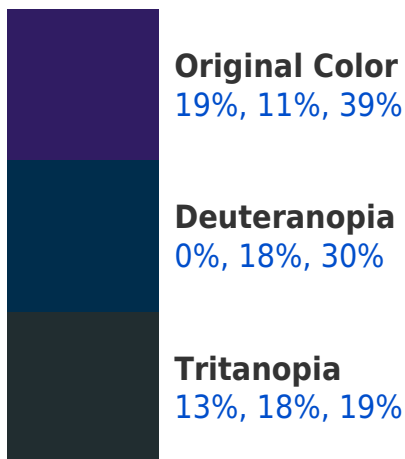 Original Color
19%, 11%, 39%
Deuteranopia
0%, 18%, 30%
Tritanopia
13%, 18%, 19%